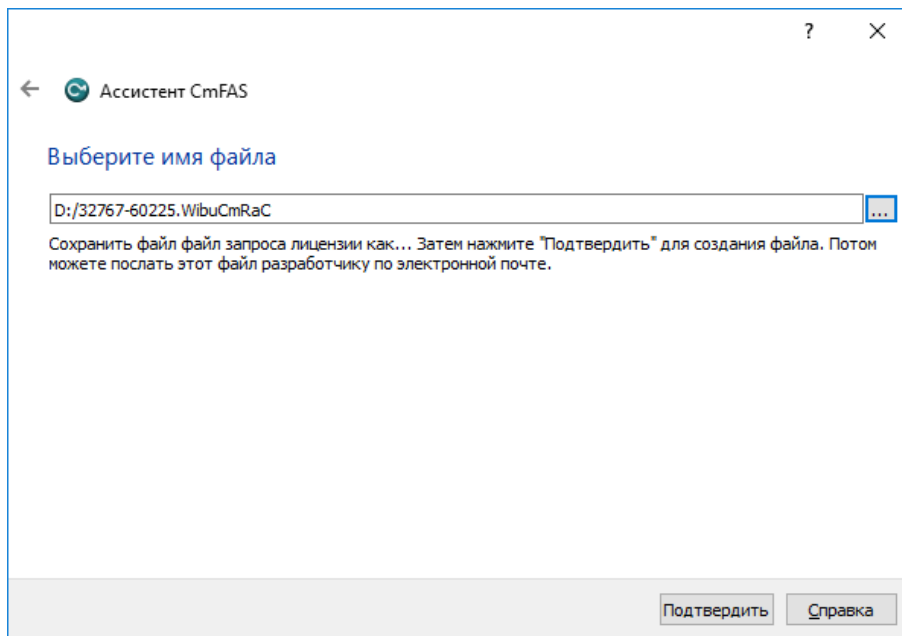 ?
Ассистент CmFAS
Выберите имя файла
D:/32767-60225.WibuCmRaC
...
Сохранить файл файл запроса лицензии как... Затем нажмите "Подтвердить" для создания файла. Потом
можете послать этот файл разработчику по электронной почте.
Подтвердить
Справка